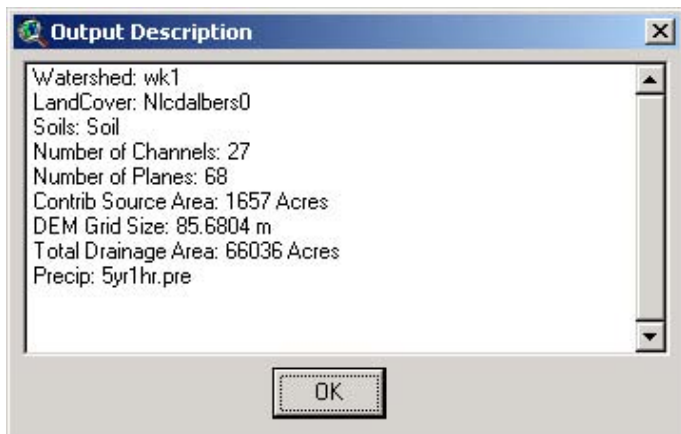 Output Description
Watershed: wk1
LandCover: Nlcdalbers0
Soils: Soil
Number of Channels: 27
Number of Planes: 68
Contrib Source Area: 1657 Acres
DEM Grid Size: 85.6804 m
Total Drainage Area: 66036 Acres
Precip: 5yr1hr.pre
OK